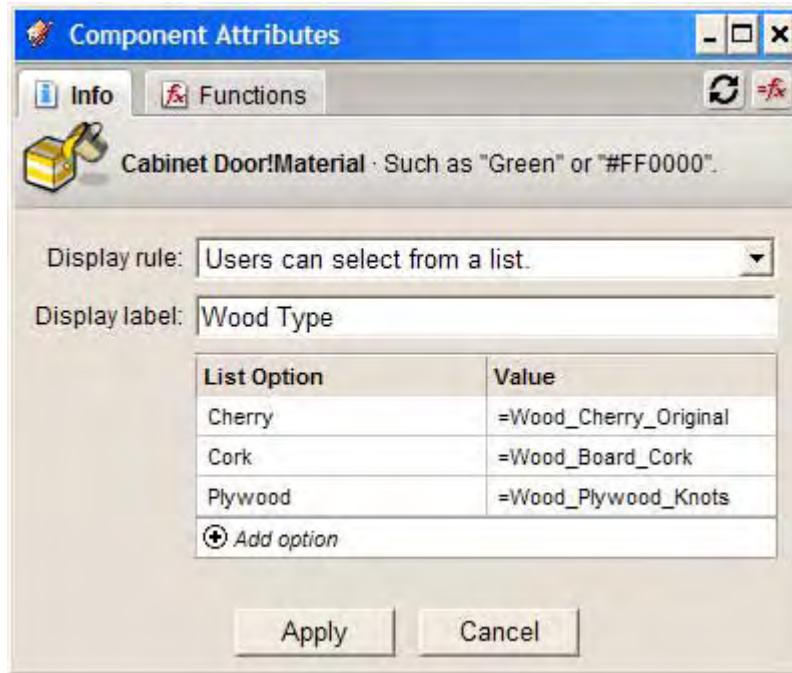 Component Attributes
Info Functions =fx
Cabinet Door!Material · Such as "Green" or "#FF0000".
Display rule: Users can select from a list.
Display label: Wood Type
List Option Value
Cherry =Wood_Cherry_Original
Cork =Wood_Board_Cork
Plywood =Wood_Plywood_Knots
Add option
Apply Cancel